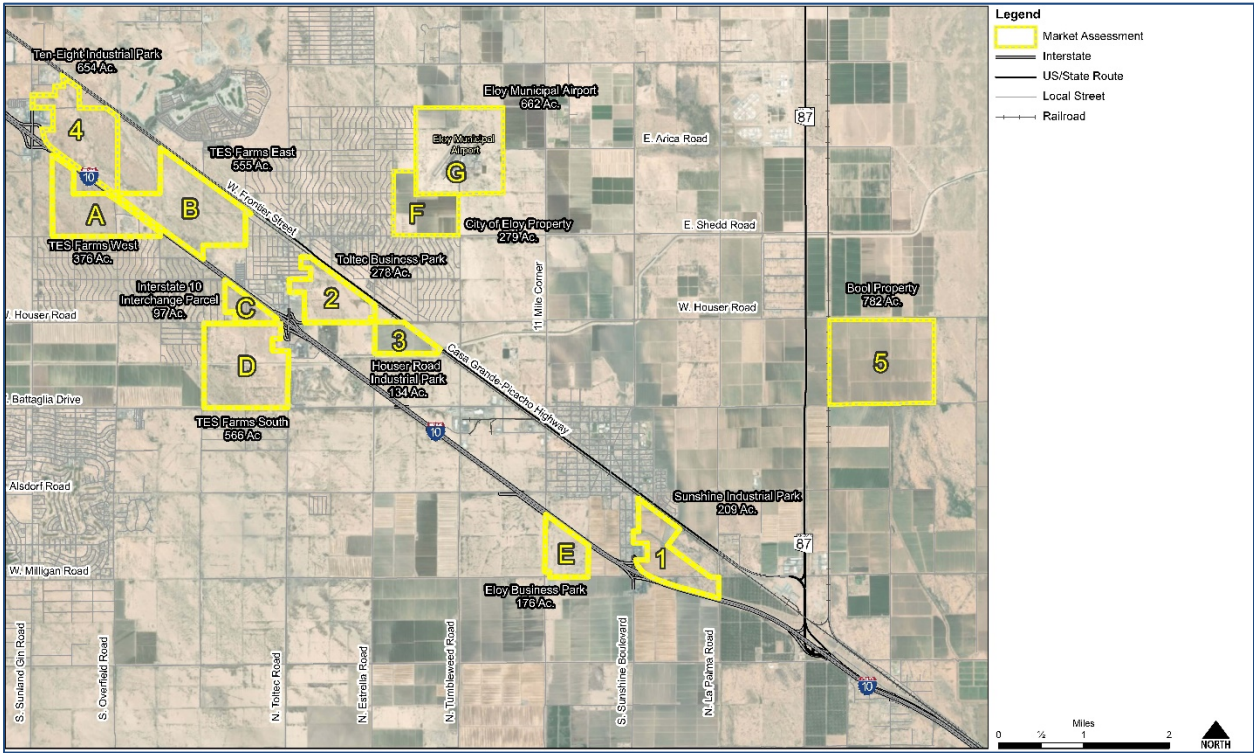 Legend
Market Assessment
Interstate
US/State Route
Local Street
Railroad
Ten-Eight Industrial Park
654 Ac.
4
10
A
TES Farms West
376 Ac.
TES Farms East
555 Ac.
B
W. Frontier Street
Eloy Municipal Airport
662 Ac.
Eloy Municipal
Airport
G
F
City of Eloy Property
279 Ac.
E. Arica Road
87
E. Shedd Road
Toltec Business Park
278 Ac.
2
Interstate 10
Interchange Parcel
97 Ac.
C
W. Houser Road
11 Mile Corner
Bool Property
782 Ac.
5
. Houser Road
D
TES Farms South
566 Ac
3
Houser Road
Industrial Park
134 Ac.
Casa Grande-Picacho Highway
. Battaglia Drive
10
Alsdorf Road
Sunshine Industrial Park
209 Ac.
1
E
Eloy Business Park
176 Ac.
87
W. Milligan Road
S. Sunland Gin Road
S. Overfield Road
N. Toltec Road
N. Estrella Road
N. Tumbleweed Road
S. Sunshine Boulevard
N. La Palma Road
10
Miles
0 ½ 1 2
NORTH